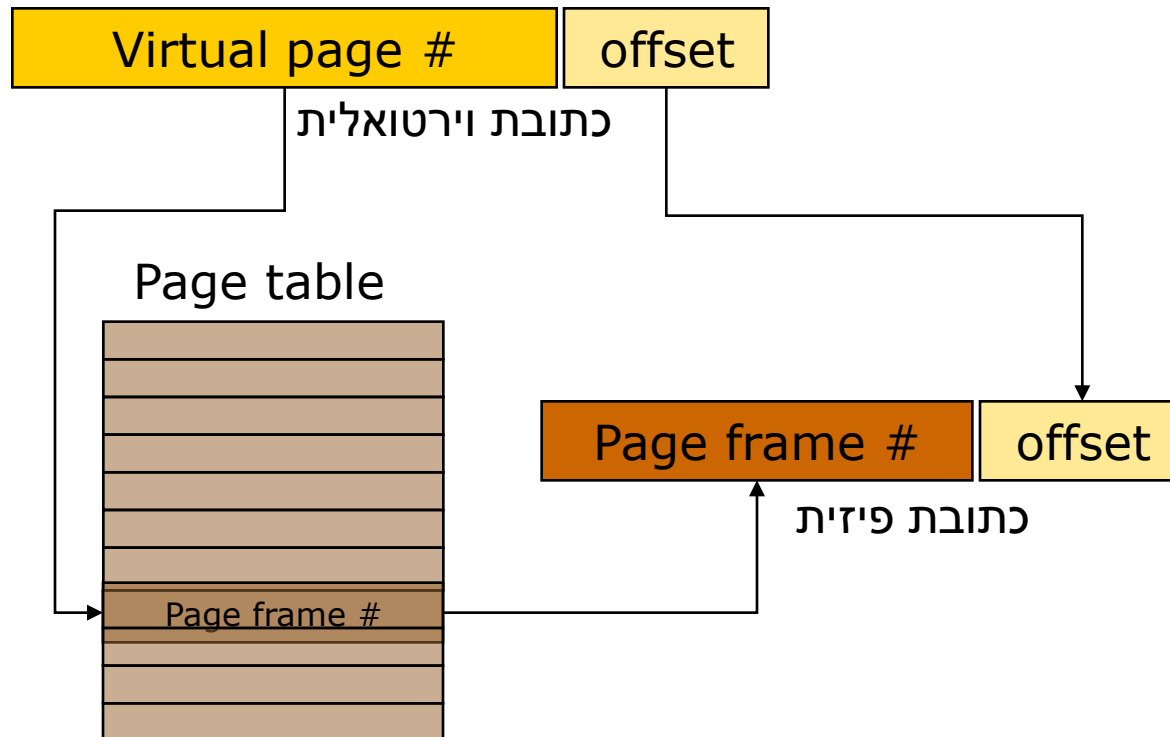 Virtual page # offset
כתובת וירטואלית
Page table
Page frame # offset
כתובת פיזית
Page frame #